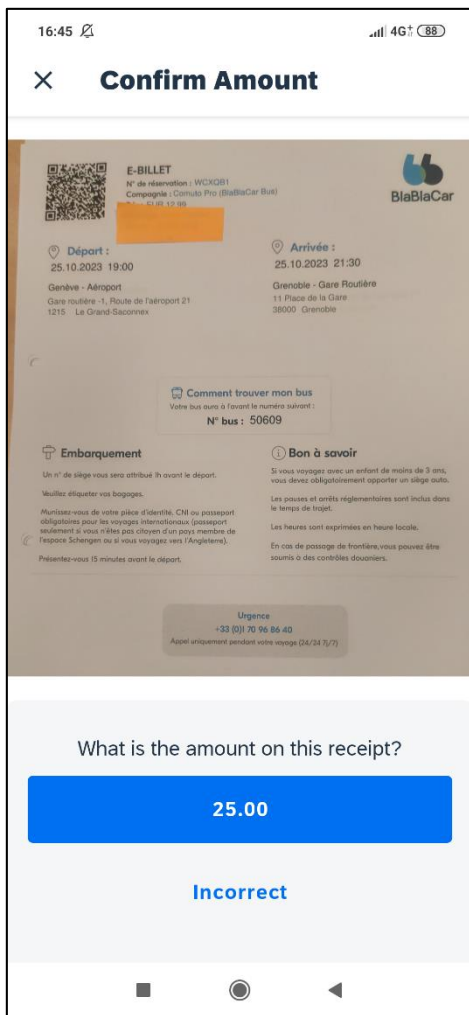 16:45
4G+ 88
Confirm Amount
E-BILLET
N° de réservation : WCXQB1
Compagnie : Comuto Pro (BlaBlaCar Bus)
EUR 12.99
BlaBlaCar
Départ :
25.10.2023 19:00
Genève - Aéroport
Gare routière -1, Route de l'aéroport 21
1215 Le Grand-Saconnex
Arrivée :
25.10.2023 21:30
Grenoble - Gare Routière
11 Place de la Gare
38000 Grenoble
Comment trouver mon bus
Votre bus aura à l'avant le numéro suivant :
N° bus : 50609
Embarquement
Un n° de siège vous sera attribué 1h avant le départ.
Veuillez étiqueter vos bagages.
Munissez-vous de votre pièce d'identité, CNI ou passeport
obligatoires pour les voyages internationaux (passeport
seulement si vous n'êtes pas citoyen d'un pays membre de
l'espace Schengen ou si vous voyagez vers l'Angleterre).
Présentez-vous 15 minutes avant le départ.
Bon à savoir
Si vous voyagez avec un enfant de moins de 3 ans,
vous devez obligatoirement apporter un siège auto.
Les pauses et arrêts réglementaires sont inclus dans
le temps de trajet.
Les heures sont exprimées en heure locale.
En cas de passage de frontière, vous pouvez être
soumis à des contrôles douaniers.
Urgence
+33 (0)1 70 96 86 40
Appel uniquement pendant votre voyage (24/24 7j/7)
What is the amount on this receipt?
25.00
Incorrect